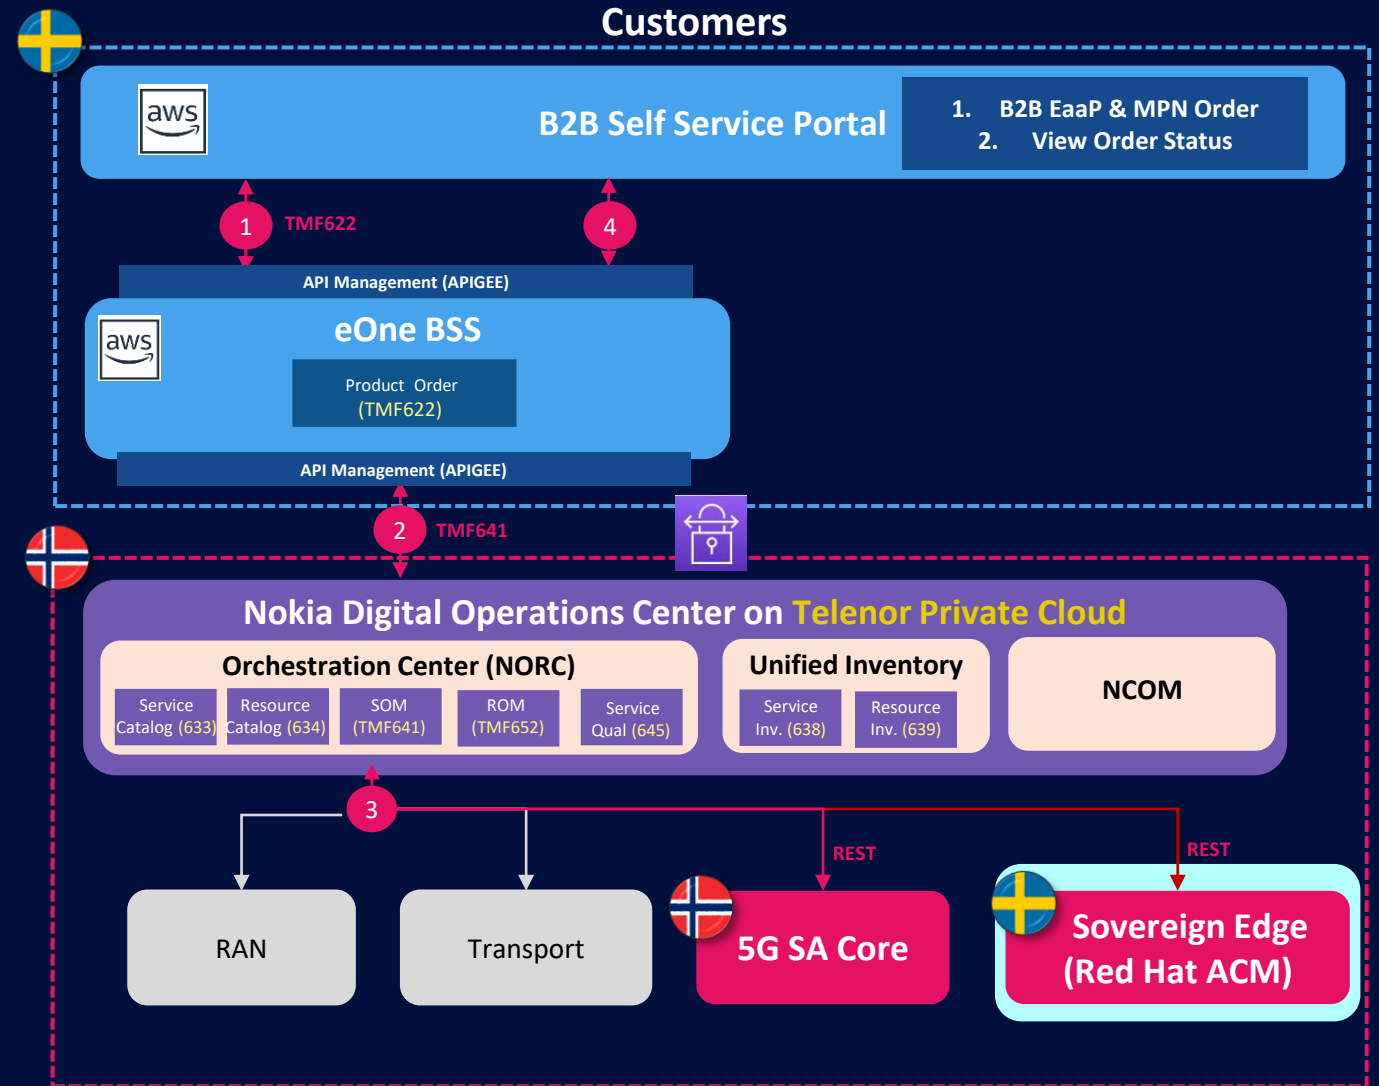 Customers
aws
B2B Self Service Portal
1. B2B EaaP & MPN Order
2. View Order Status
1
TMF622
4
API Management (APIGEE)
aws
eOne BSS
Product Order
(TMF622)
API Management (APIGEE)
2
TMF641
Nokia Digital Operations Center on Telenor Private Cloud
Orchestration Center (NORC)
Service
Catalog (633)
Resource
Catalog (634)
SOM
(TMF641)
ROM
(TMF652)
Service
Qual (645)
Unified Inventory
Service
Inv. (638)
Resource
Inv. (639)
NCOM
3
REST
REST
RAN
Transport
5G SA Core
Sovereign Edge
(Red Hat ACM)